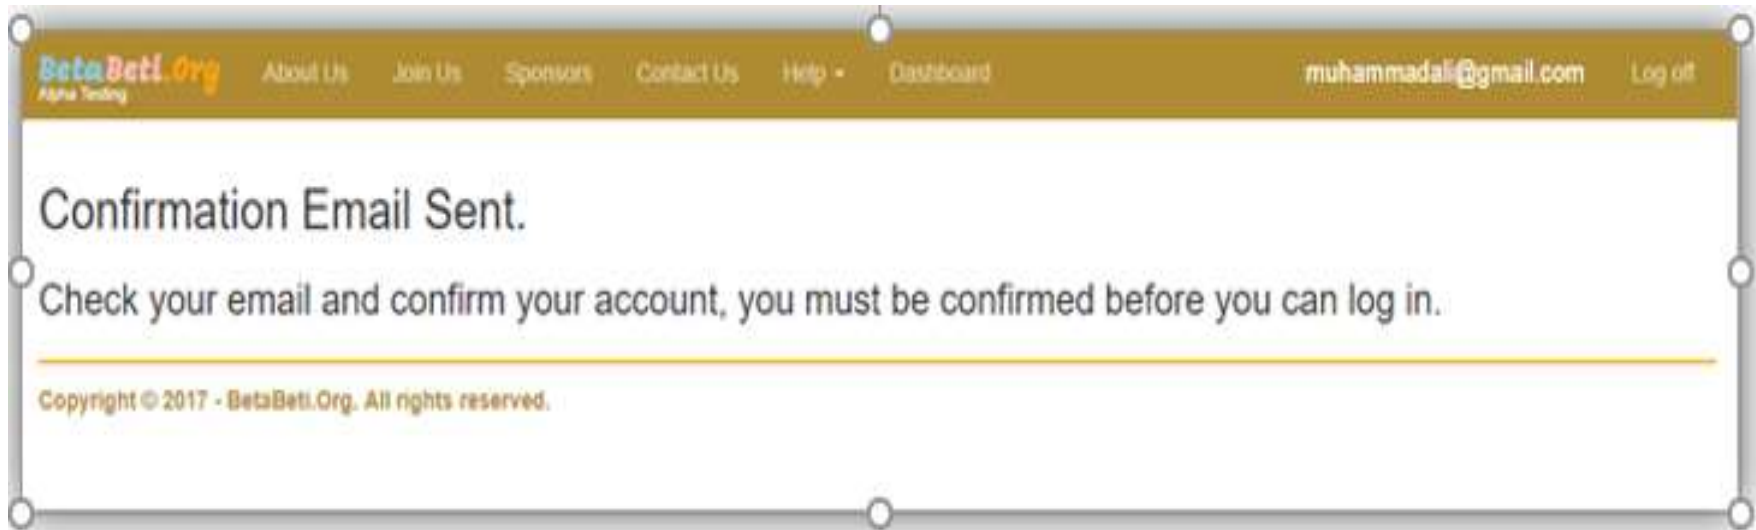 BetaBeti.Org About Us Join Us Sponsors Contact Us Help Dashboard muhammadali@gmail.com Log off
Alpha Testing
Confirmation Email Sent.
Check your email and confirm your account, you must be confirmed before you can log in.
Copyright © 2017 - BetaBeti.Org. All rights reserved.